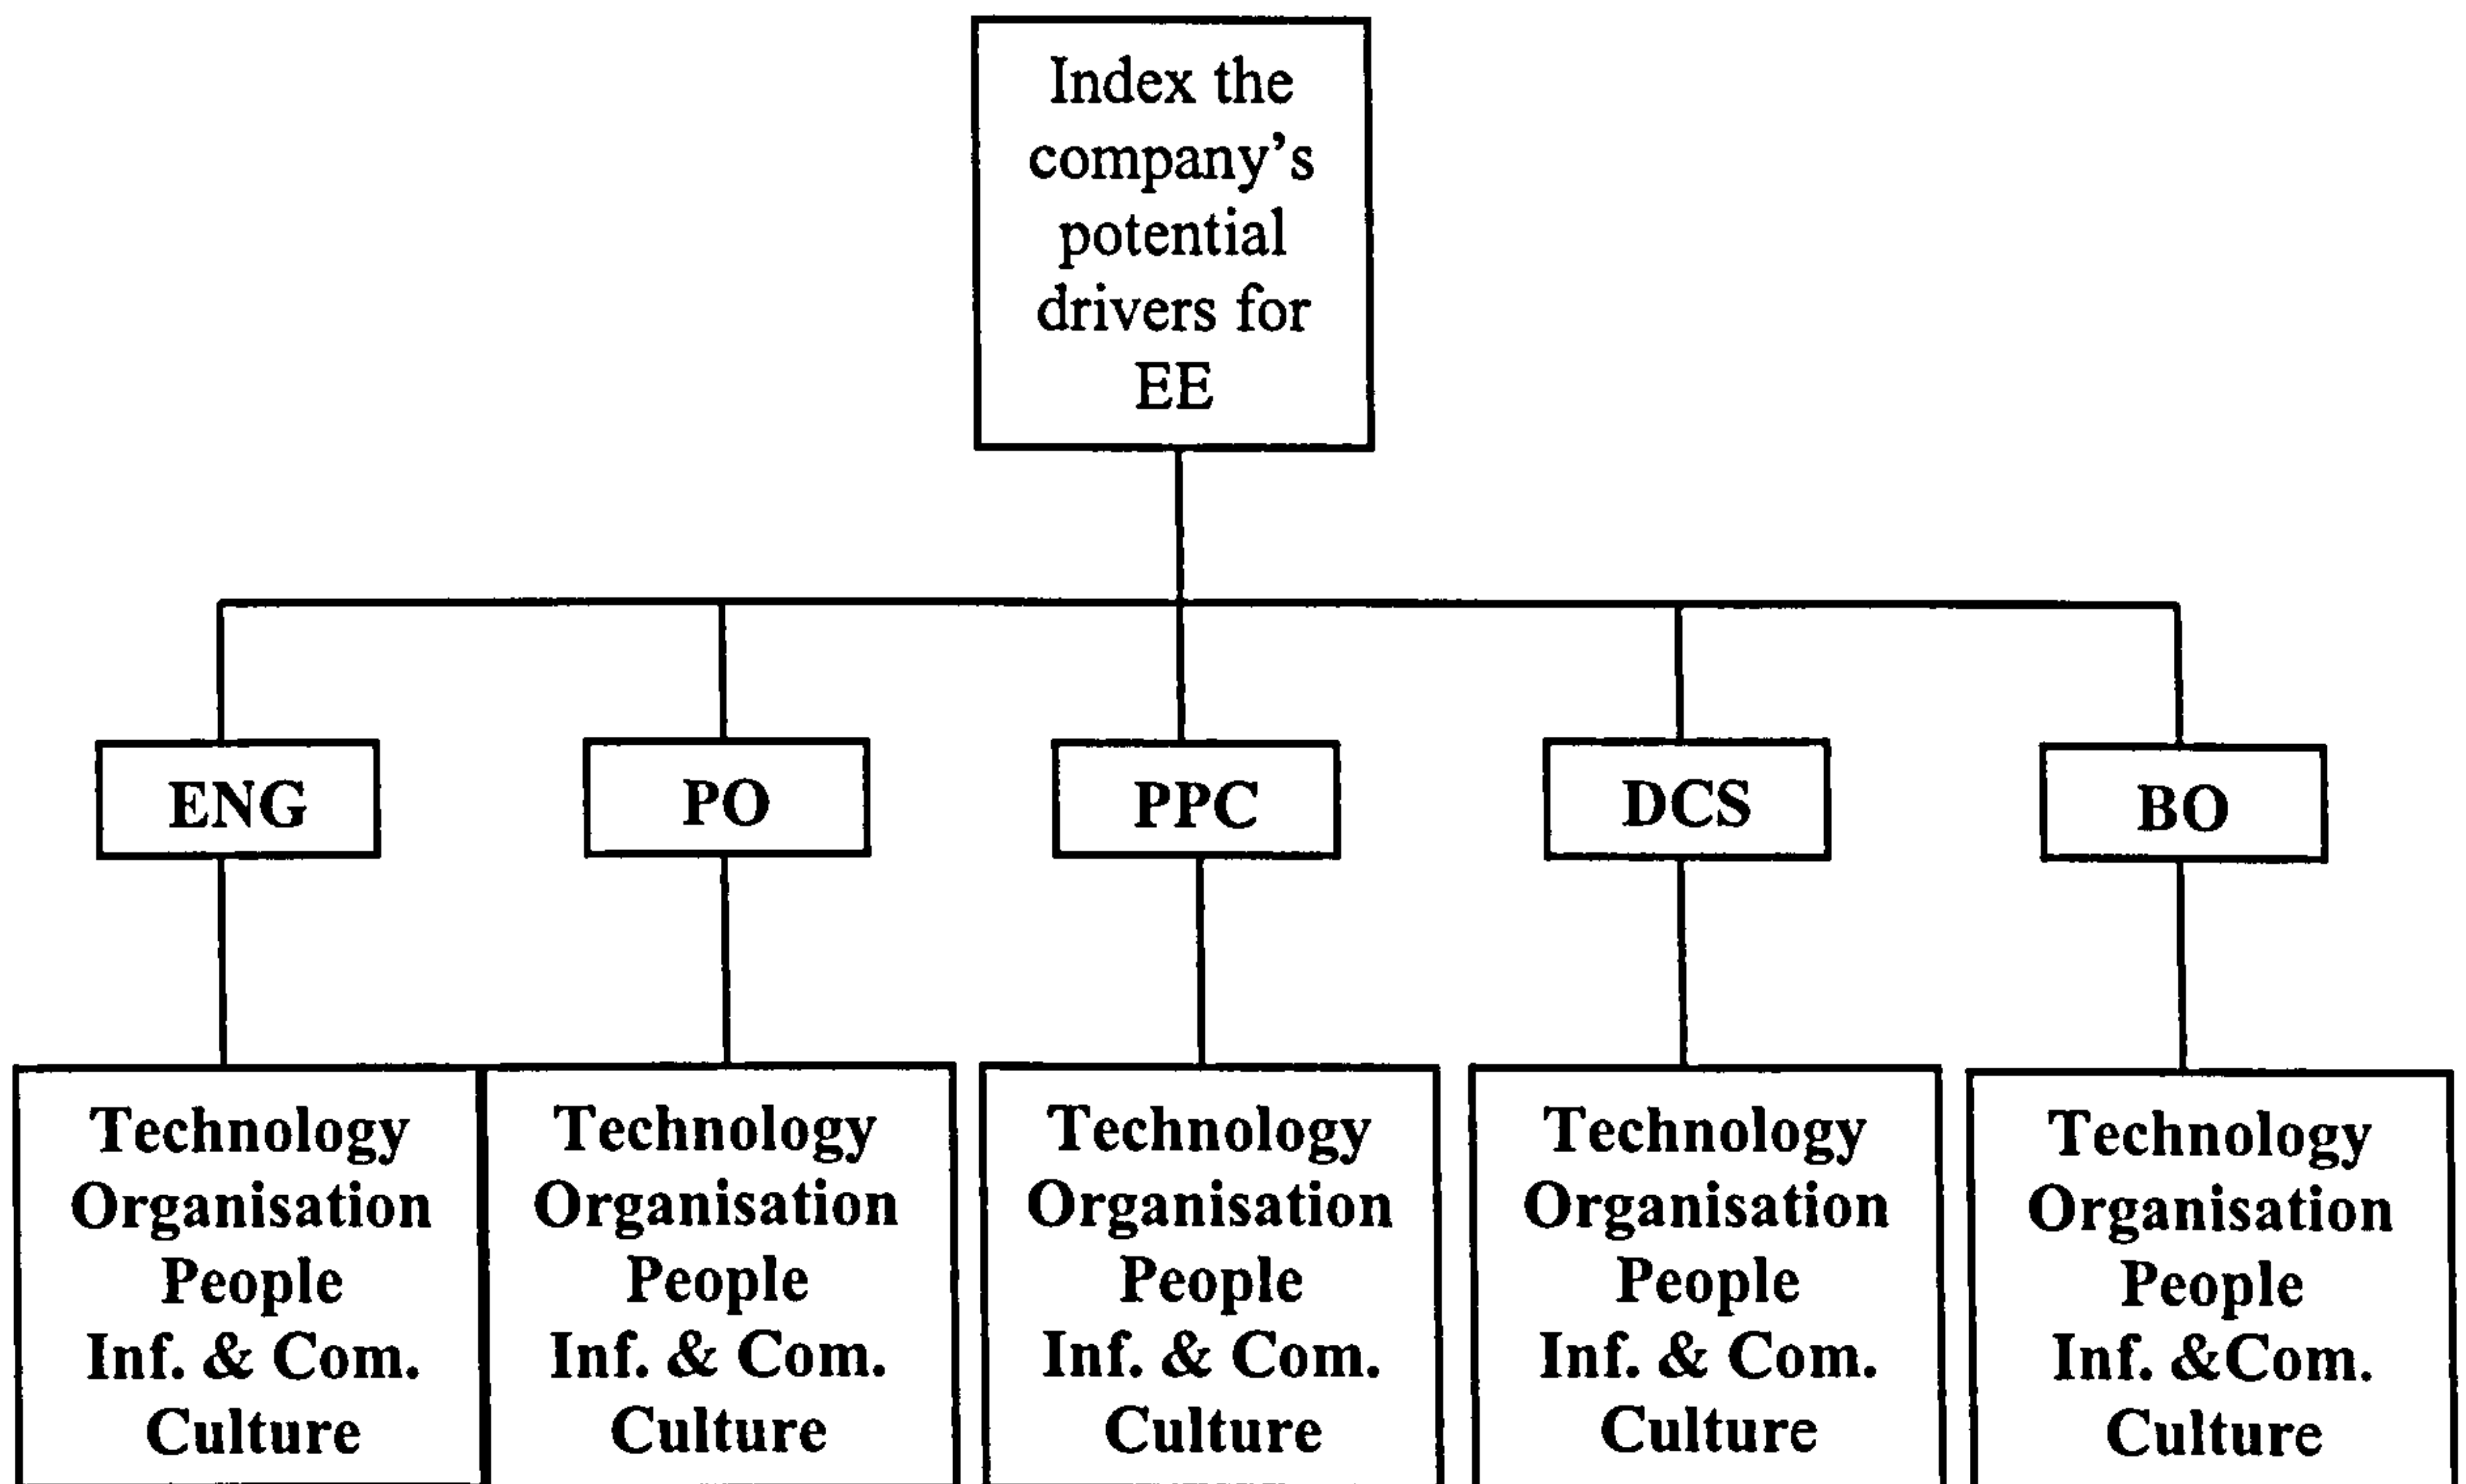 Index the
company's
potential
drivers for
EE
ENG
PO
PPC
DCS
BO
Technology
Organisation
People
Inf. & Com.
Culture
Technology
Organisation
People
Inf. & Com.
Culture
Technology
Organisation
People
Inf. & Com.
Culture
Technology
Organisation
People
Inf. & Com.
Culture
Technology
Organisation
People
Inf. &Com.
Culture